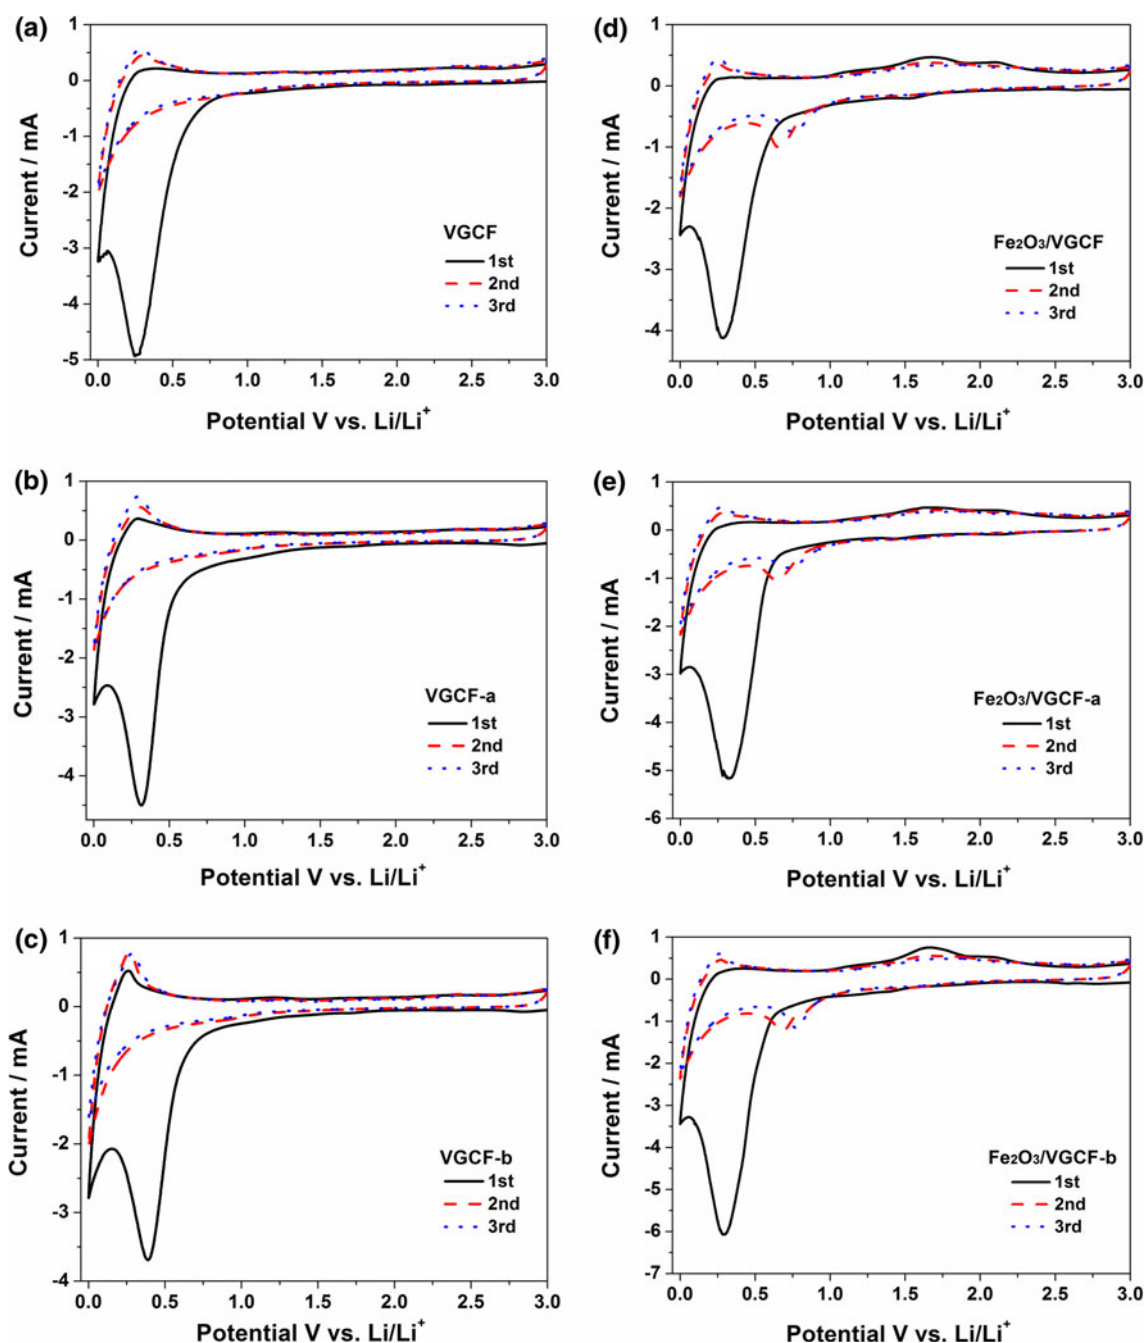 (a)
1
0
-1
-2
-3
-4
-5
Current / mA
VGCF
1st
2nd
3rd
0.0 0.5 1.0 1.5 2.0 2.5 3.0
Potential V vs. Li/Li⁺
(d)
1
0
-1
-2
-3
-4
Current / mA
Fe₂O₃/VGCF
1st
2nd
3rd
0.0 0.5 1.0 1.5 2.0 2.5 3.0
Potential V vs. Li/Li⁺
(b)
1
0
-1
-2
-3
-4
Current / mA
VGCF-a
1st
2nd
3rd
0.0 0.5 1.0 1.5 2.0 2.5 3.0
Potential V vs. Li/Li⁺
(e)
1
0
-1
-2
-3
-4
-5
-6
Current / mA
Fe₂O₃/VGCF-a
1st
2nd
3rd
0.0 0.5 1.0 1.5 2.0 2.5 3.0
Potential V vs. Li/Li⁺
(c)
1
0
-1
-2
-3
-4
Current / mA
VGCF-b
1st
2nd
3rd
0.0 0.5 1.0 1.5 2.0 2.5 3.0
Potential V vs. Li/Li⁺
(f)
1
0
-1
-2
-3
-4
-5
-6
-7
Current / mA
Fe₂O₃/VGCF-b
1st
2nd
3rd
0.0 0.5 1.0 1.5 2.0 2.5 3.0
Potential V vs. Li/Li⁺